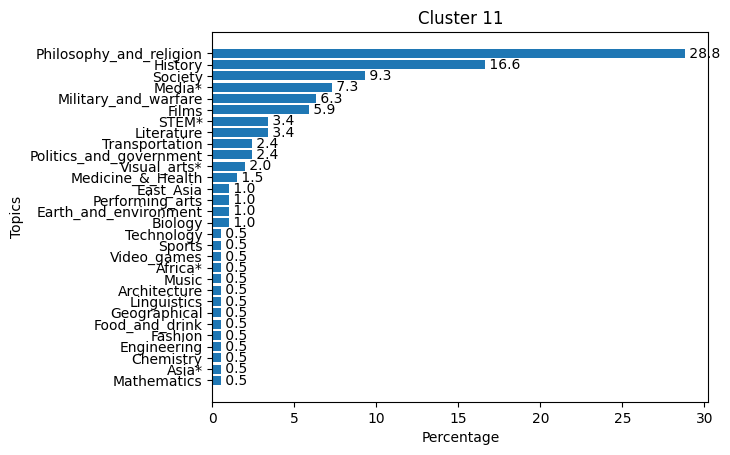 Cluster 11
Philosophy_and_religion 28.8
History 16.6
Society 9.3
Media* 7.3
Military_and_warfare 6.3
Films 5.9
STEM* 3.4
Literature 3.4
Transportation 2.4
Politics_and_government 2.4
Visual_arts* 2.0
Medicine_&_Health 1.5
East_Asia 1.0
Performing_arts 1.0
Earth_and_environment 1.0
Biology 1.0
Technology 0.5
Sports 0.5
Video_games 0.5
Africa* 0.5
Music 0.5
Architecture 0.5
Linguistics 0.5
Geographical 0.5
Food_and_drink 0.5
Fashion 0.5
Engineering 0.5
Chemistry 0.5
Asia* 0.5
Mathematics 0.5
Topics
0 5 10 15 20 25 30
Percentage